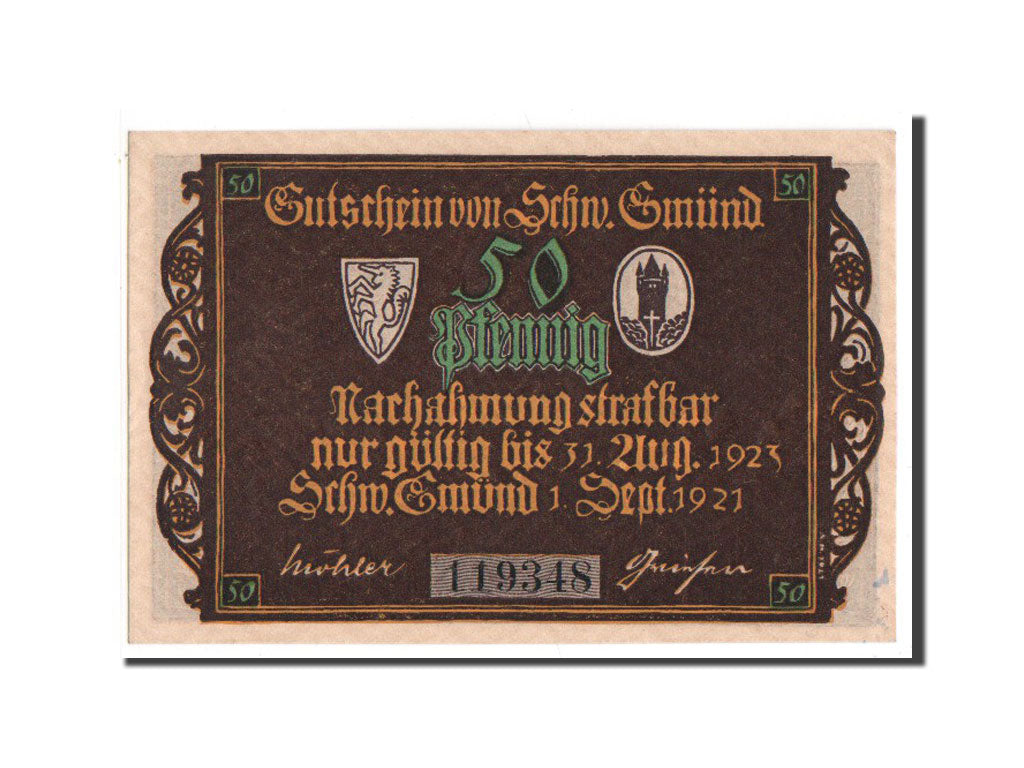 50 50
Gutschein von Schw. Gmünd
50
Pfennig
Nachahmung strafbar
nur gültig bis 31. Aug. 1923
Schw. Gmünd 1. Sept. 1921
Möhler 119348
50 50